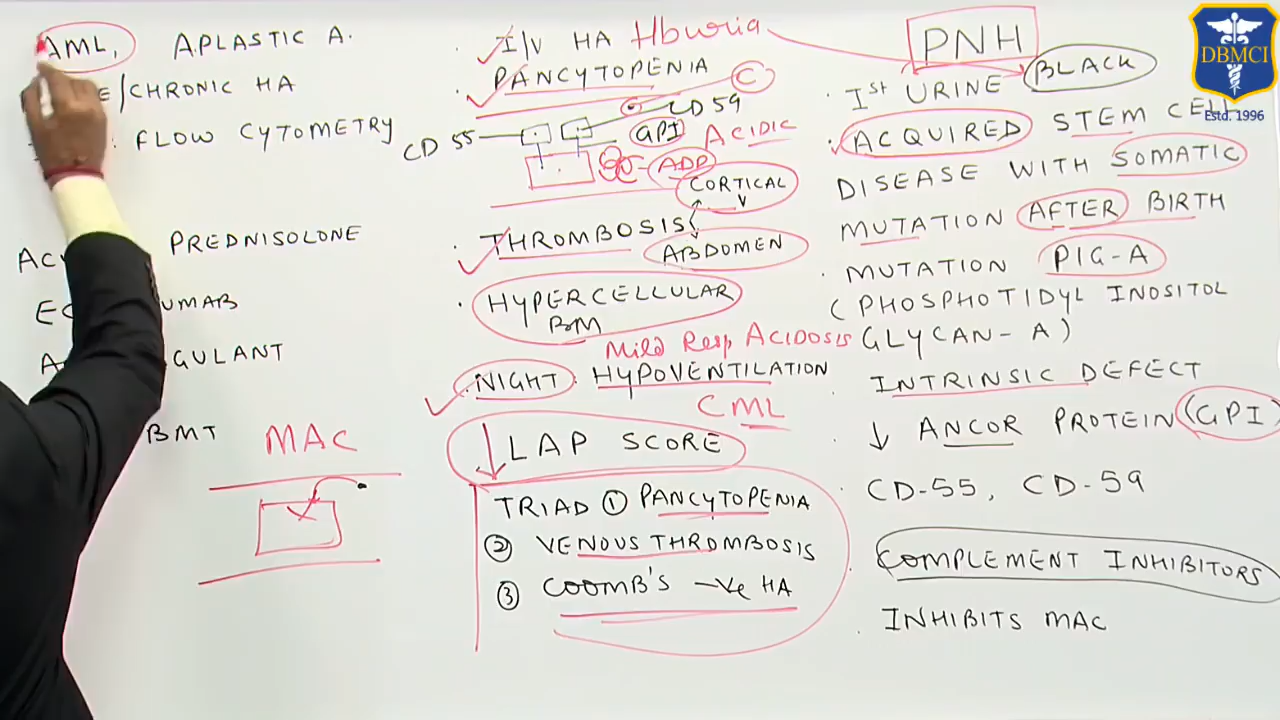 AML, APLASTIC A.
/CHRONIC HA
FLOW CYTOMETRY
PREDNISOLONE
BMT
MAC
I/V HA Hburia
PANCYTOPENIA
C
CD 59
CD 55
GPI
ACIDIC
ADP
CORTICAL V
THROMBOSIS
ABDOMEN
HYPERCELLULAR
BM
Mild Resp ACIDOSIS
NIGHT HYPOVENTILATION
CML
↓ LAP SCORE
TRIAD ① PANCYTOPENIA
② VENOUS THROMBOSIS
③ COOMB'S -Ve HA
PNH
Ist URINE BLACK
ACQUIRED STEM CELL
DISEASE WITH SOMATIC
MUTATION AFTER BIRTH
MUTATION PIG-A
(PHOSPHOTIDYL INOSITOL
GLYCAN-A)
INTRINSIC DEFECT
↓ ANCOR PROTEIN (GPI)
CD-55, CD-59
COMPLEMENT INHIBITORS
INHIBITS MAC
DBMCI
Estd. 1996